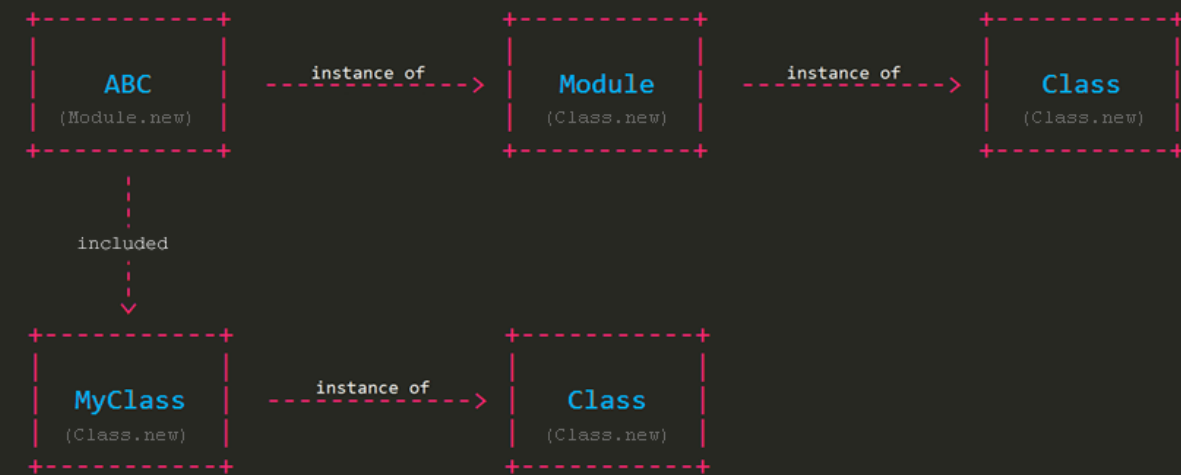 ABC
(Module.new)
instance of
Module
(Class.new)
instance of
Class
(Class.new)
included
MyClass
(Class.new)
instance of
Class
(Class.new)